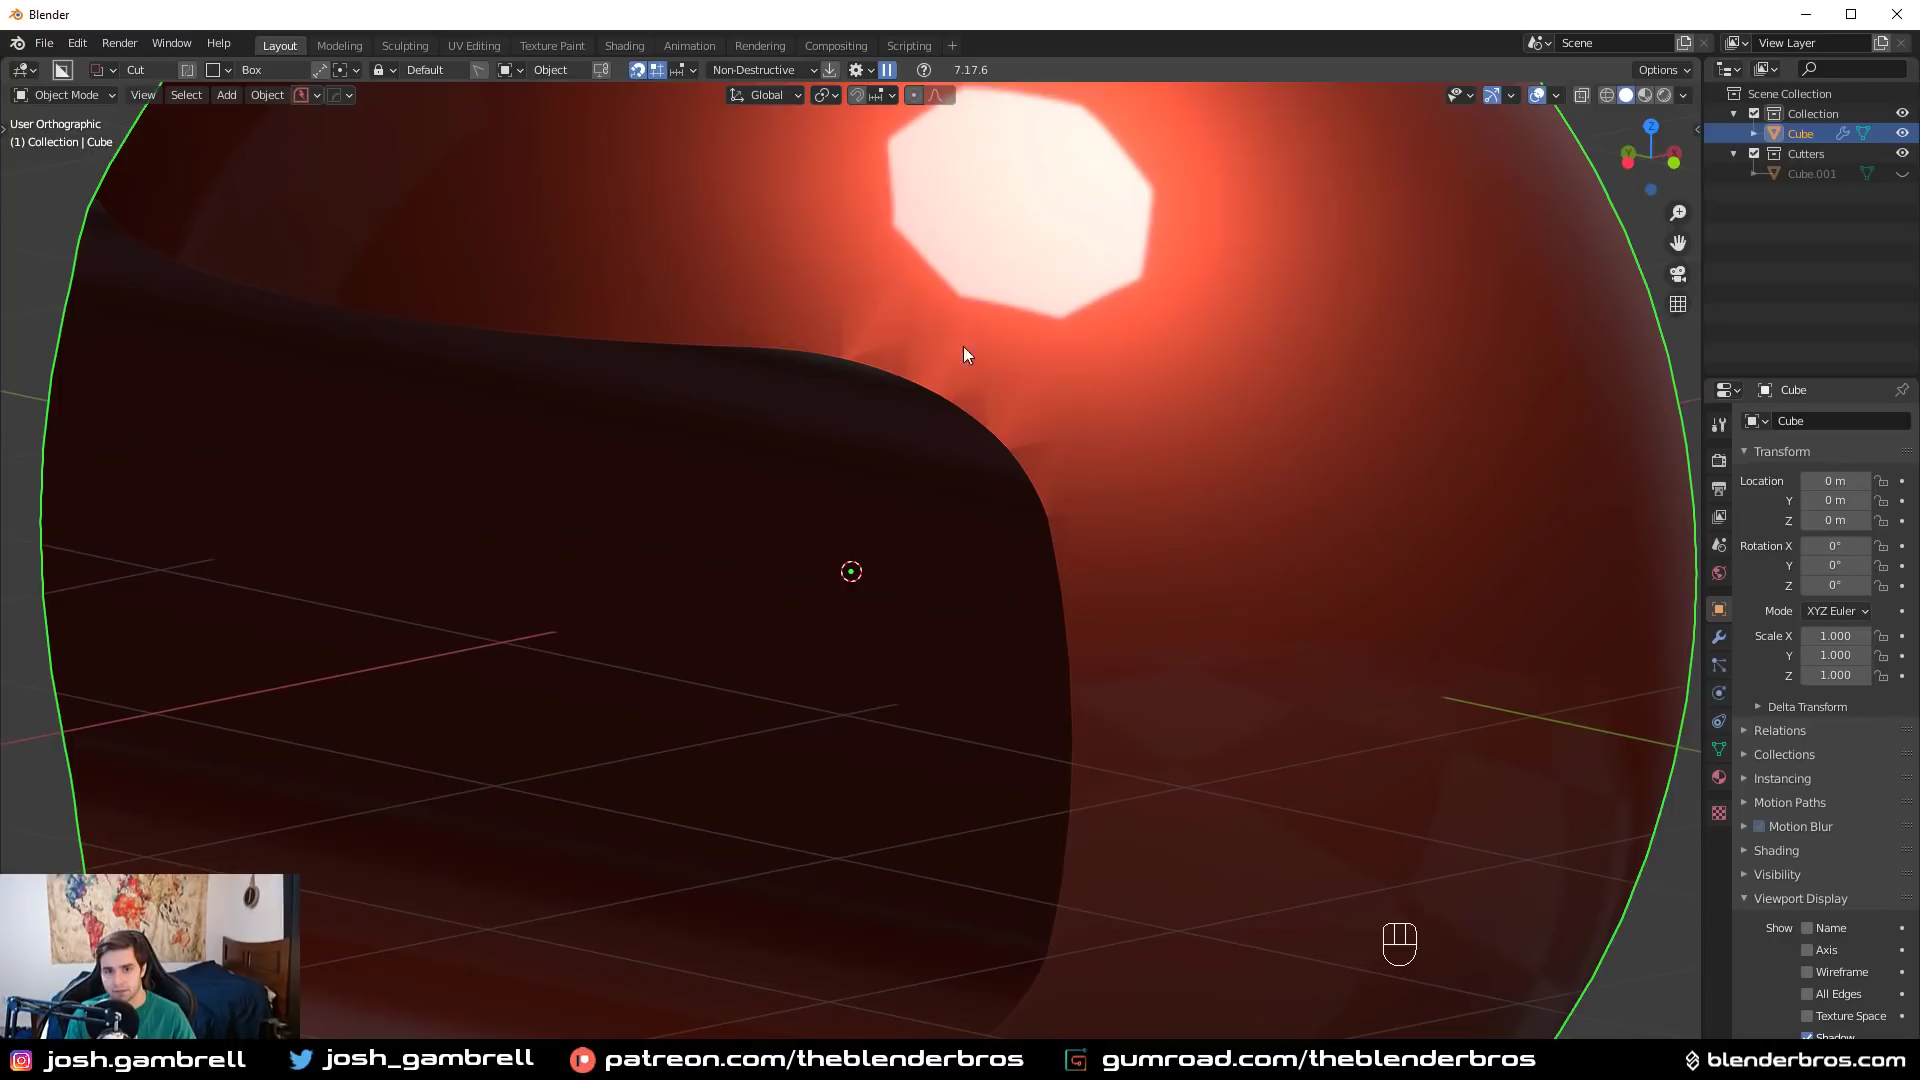 Blender
File Edit Render Window Help
Layout Modeling Sculpting UV Editing Texture Paint Shading Animation Rendering Compositing Scripting +
Scene
View Layer
Cut Box Default Object Non-Destructive 7.17.6 Options
Object Mode View Select Add Object Global
User Orthographic
(1) Collection | Cube
Scene Collection
Collection
Cube
Cutters
Cube.001
Cube
Cube
Transform
Location 0 m
Y 0 m
Z 0 m
Rotation X 0°
Y 0°
Z 0°
Mode XYZ Euler
Scale X 1.000
Y 1.000
Z 1.000
Delta Transform
Relations
Collections
Instancing
Motion Paths
Motion Blur
Shading
Visibility
Viewport Display
Show Name
Axis
Wireframe
All Edges
Texture Space
Shadow
josh.gambrell josh_gambrell patreon.com/theblenderbros gumroad.com/theblenderbros blenderbros.com